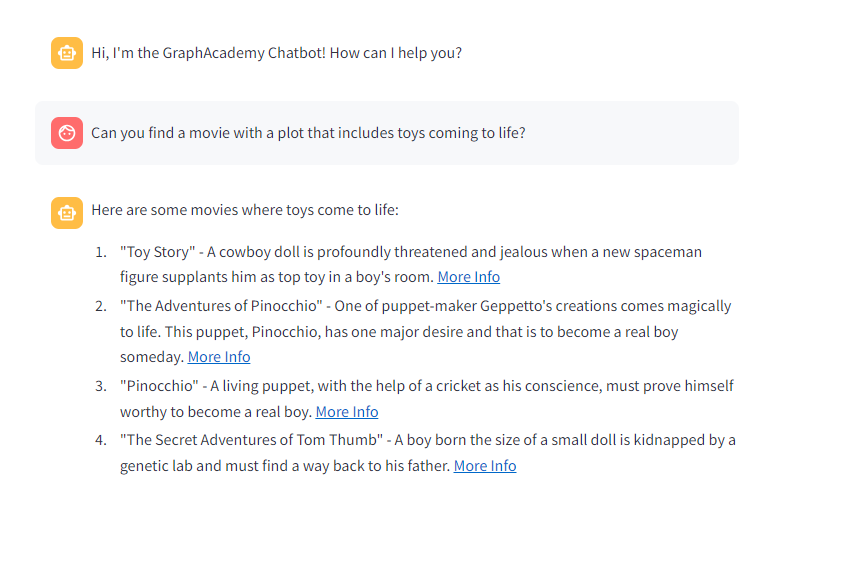 Hi, I'm the GraphAcademy Chatbot! How can I help you?
Can you find a movie with a plot that includes toys coming to life?
Here are some movies where toys come to life:
1. "Toy Story" - A cowboy doll is profoundly threatened and jealous when a new spaceman
figure supplants him as top toy in a boy's room. More Info
2. "The Adventures of Pinocchio" - One of puppet-maker Geppetto's creations comes magically
to life. This puppet, Pinocchio, has one major desire and that is to become a real boy
someday. More Info
3. "Pinocchio" - A living puppet, with the help of a cricket as his conscience, must prove himself
worthy to become a real boy. More Info
4. "The Secret Adventures of Tom Thumb" - A boy born the size of a small doll is kidnapped by a
genetic lab and must find a way back to his father. More Info